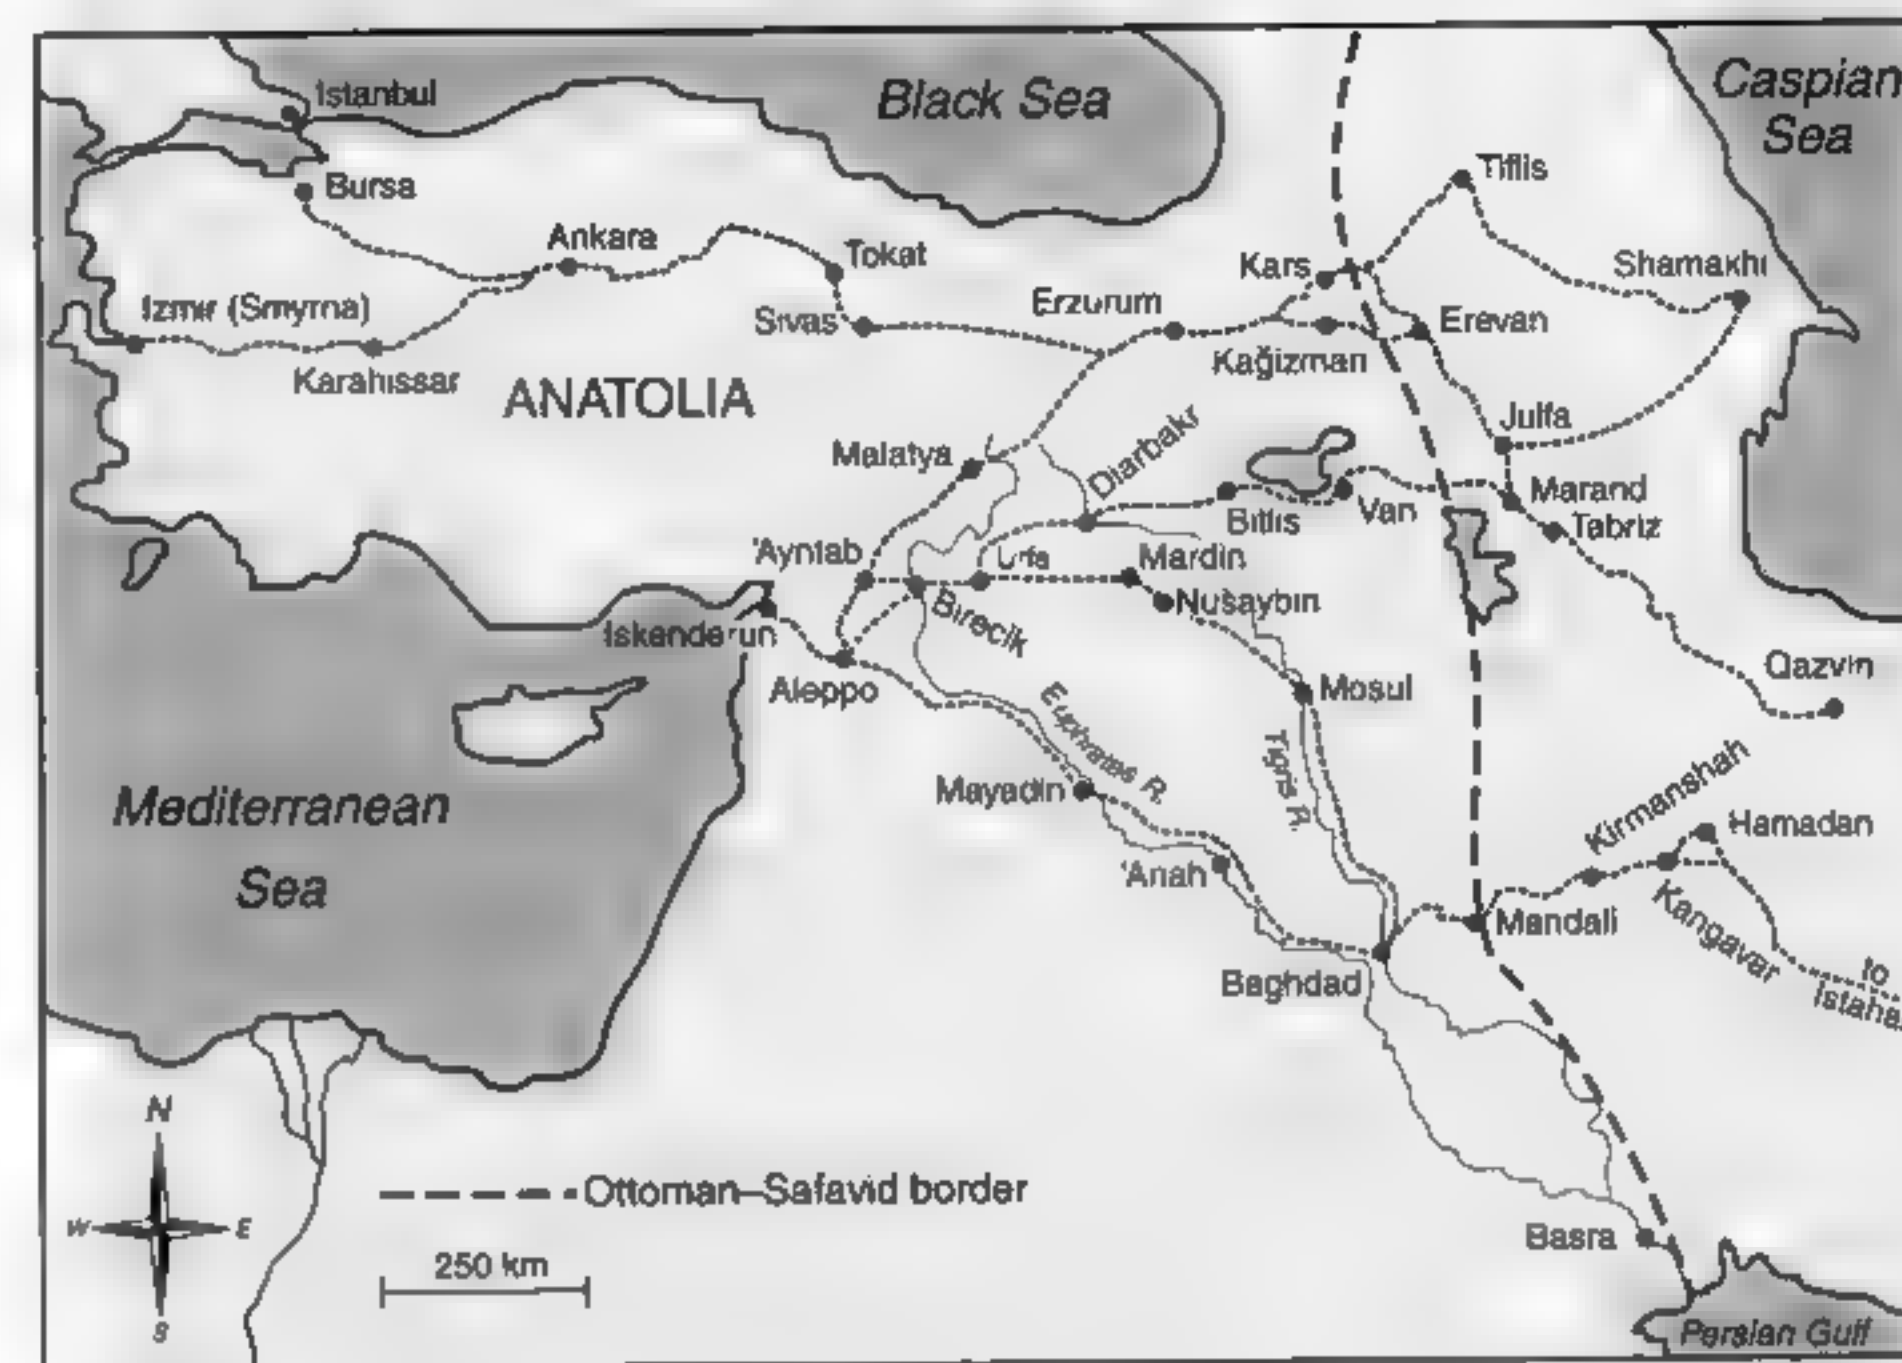 Istanbul
Black Sea
Caspian
Sea
Bursa
Tiflis
Ankara
Tokat
Kars
Shamakhi
Izmir (Smyrna)
Erzurum
Sivas
Erevan
Kağizman
Karahissar
ANATOLIA
Julfa
Malatya
Diarbakr
Marand
Van
Bitlis
Tabriz
'Ayntab
Urfa
Mardin
Nusaybin
Birecik
Iskenderun
Qazvin
Aleppo
Mosul
Euphrates R.
Tigris R.
Mayadin
Kirmanshah
Hamadan
Mediterranean
Sea
'Anah
Kangavar
Mandali
Baghdad
to
N
W
E
S
Ottoman–Safavid border
250 km
Basra
Persian Gulf